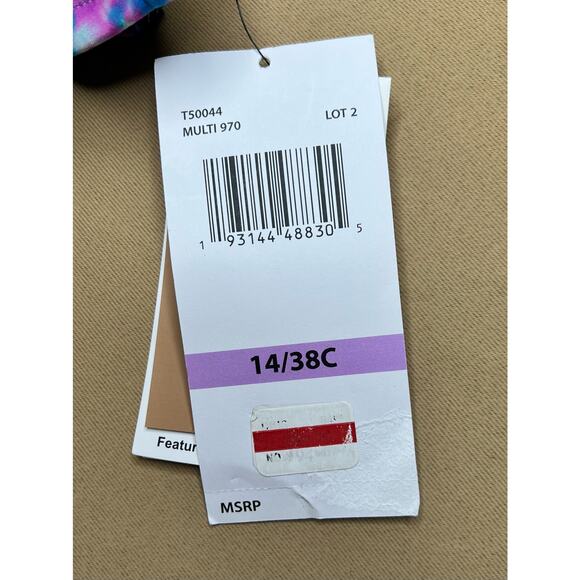 T50044
MULTI 970 LOT 2
1 93144 48830 5
14/38C
MSRP
Featur